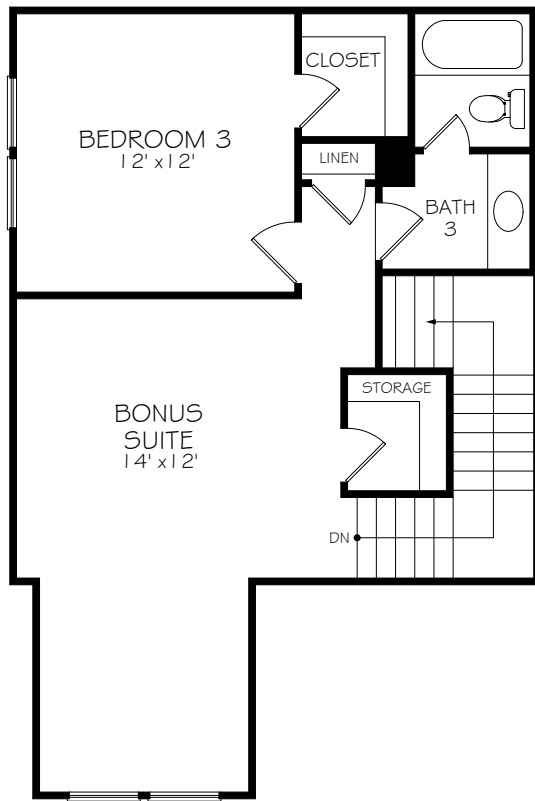 CLOSET
BEDROOM 3
12' x 12'
LINEN
BATH
3
STORAGE
BONUS
SUITE
14' x 12'
DN